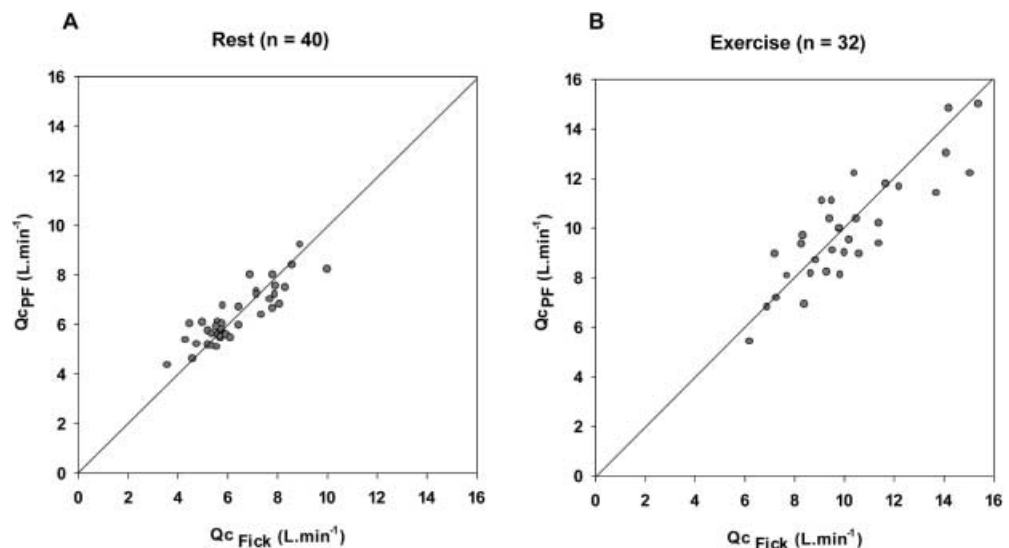 A
Rest (n = 40)
16
14
12
10
8
6
4
2
0
QcPF (L.min-1)
0 2 4 6 8 10 12 14 16
Qc Fick (L.min-1)
B
Exercise (n = 32)
16
14
12
10
8
6
4
2
0
QcPF (L.min-1)
0 2 4 6 8 10 12 14 16
Qc Fick (L.min-1)